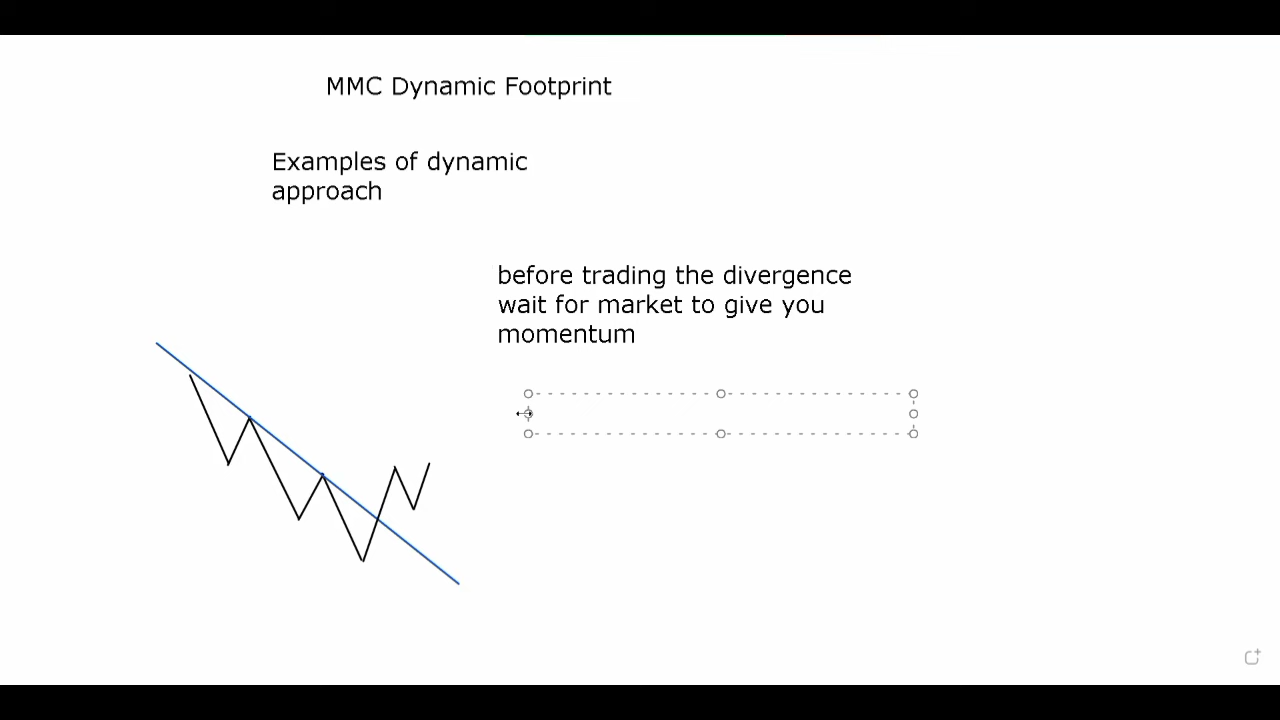 MMC Dynamic Footprint
Examples of dynamic
approach
before trading the divergence
wait for market to give you
momentum